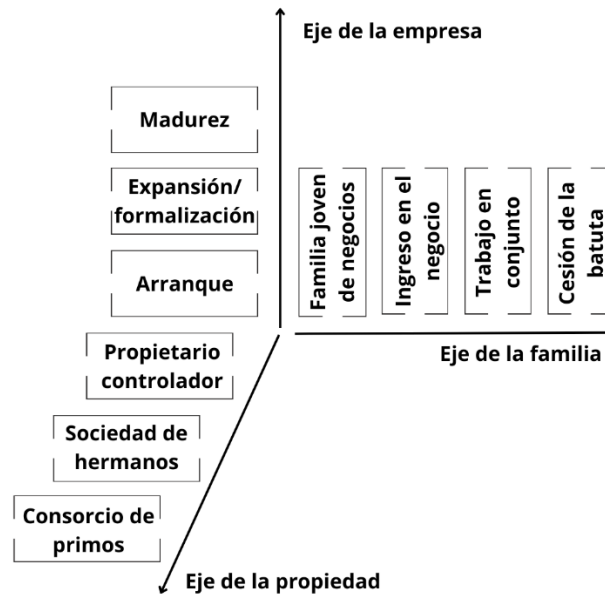 Eje de la empresa
Madurez
Expansión/
formalización
Arranque
Familia joven
de negocios
Ingreso en el
negocio
Trabajo en
conjunto
Cesión de la
batuta
Eje de la familia
Propietario
controlador
Sociedad de
hermanos
Consorcio de
primos
Eje de la propiedad